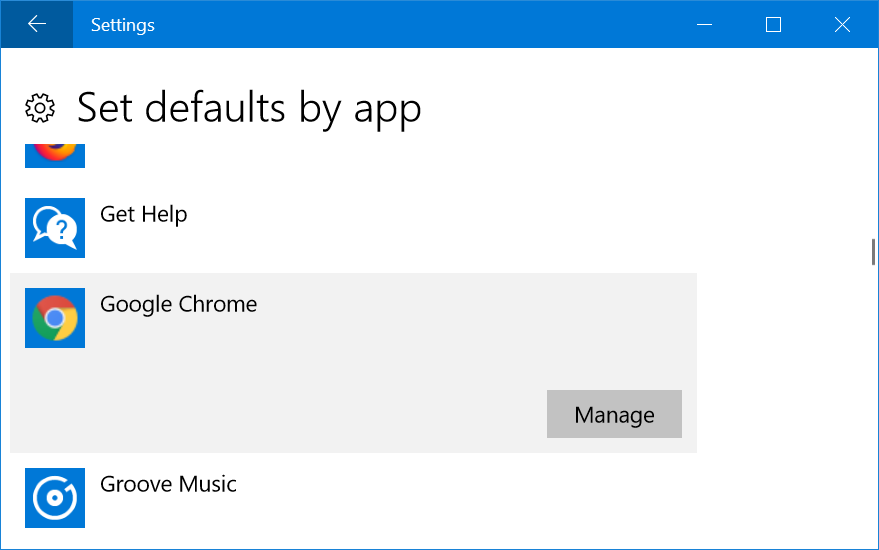 Settings
Set defaults by app
Get Help
Google Chrome
Manage
Groove Music